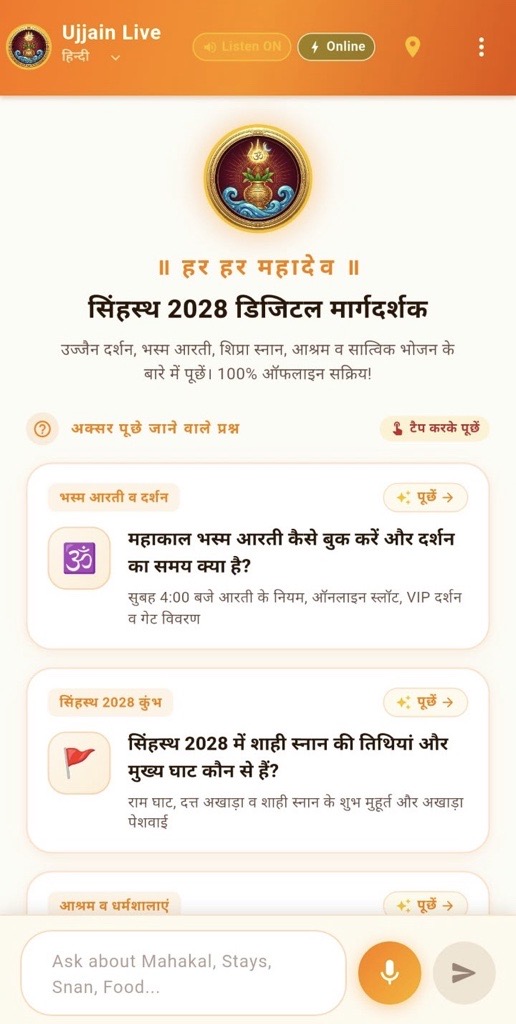 Ujjain Live
हिन्दी
Listen ON
Online
॥ हर हर महादेव ॥
सिंहस्थ 2028 डिजिटल मार्गदर्शक
उज्जैन दर्शन, भस्म आरती, शिप्रा स्नान, आश्रम व सात्विक भोजन के
बारे में पूछें। 100% ऑफलाइन सक्रिय!
अक्सर पूछे जाने वाले प्रश्न
टैप करके पूछें
भस्म आरती व दर्शन
पूछें →
महाकाल भस्म आरती कैसे बुक करें और दर्शन
का समय क्या है?
सुबह 4:00 बजे आरती के नियम, ऑनलाइन स्लॉट, VIP दर्शन
व गेट विवरण
सिंहस्थ 2028 कुंभ
पूछें →
सिंहस्थ 2028 में शाही स्नान की तिथियां और
मुख्य घाट कौन से हैं?
राम घाट, दत्त अखाड़ा व शाही स्नान के शुभ मुहूर्त और अखाड़ा
पेशवाई
आश्रम व धर्मशालाएं
पूछें →
Ask about Mahakal, Stays,
Snan, Food...